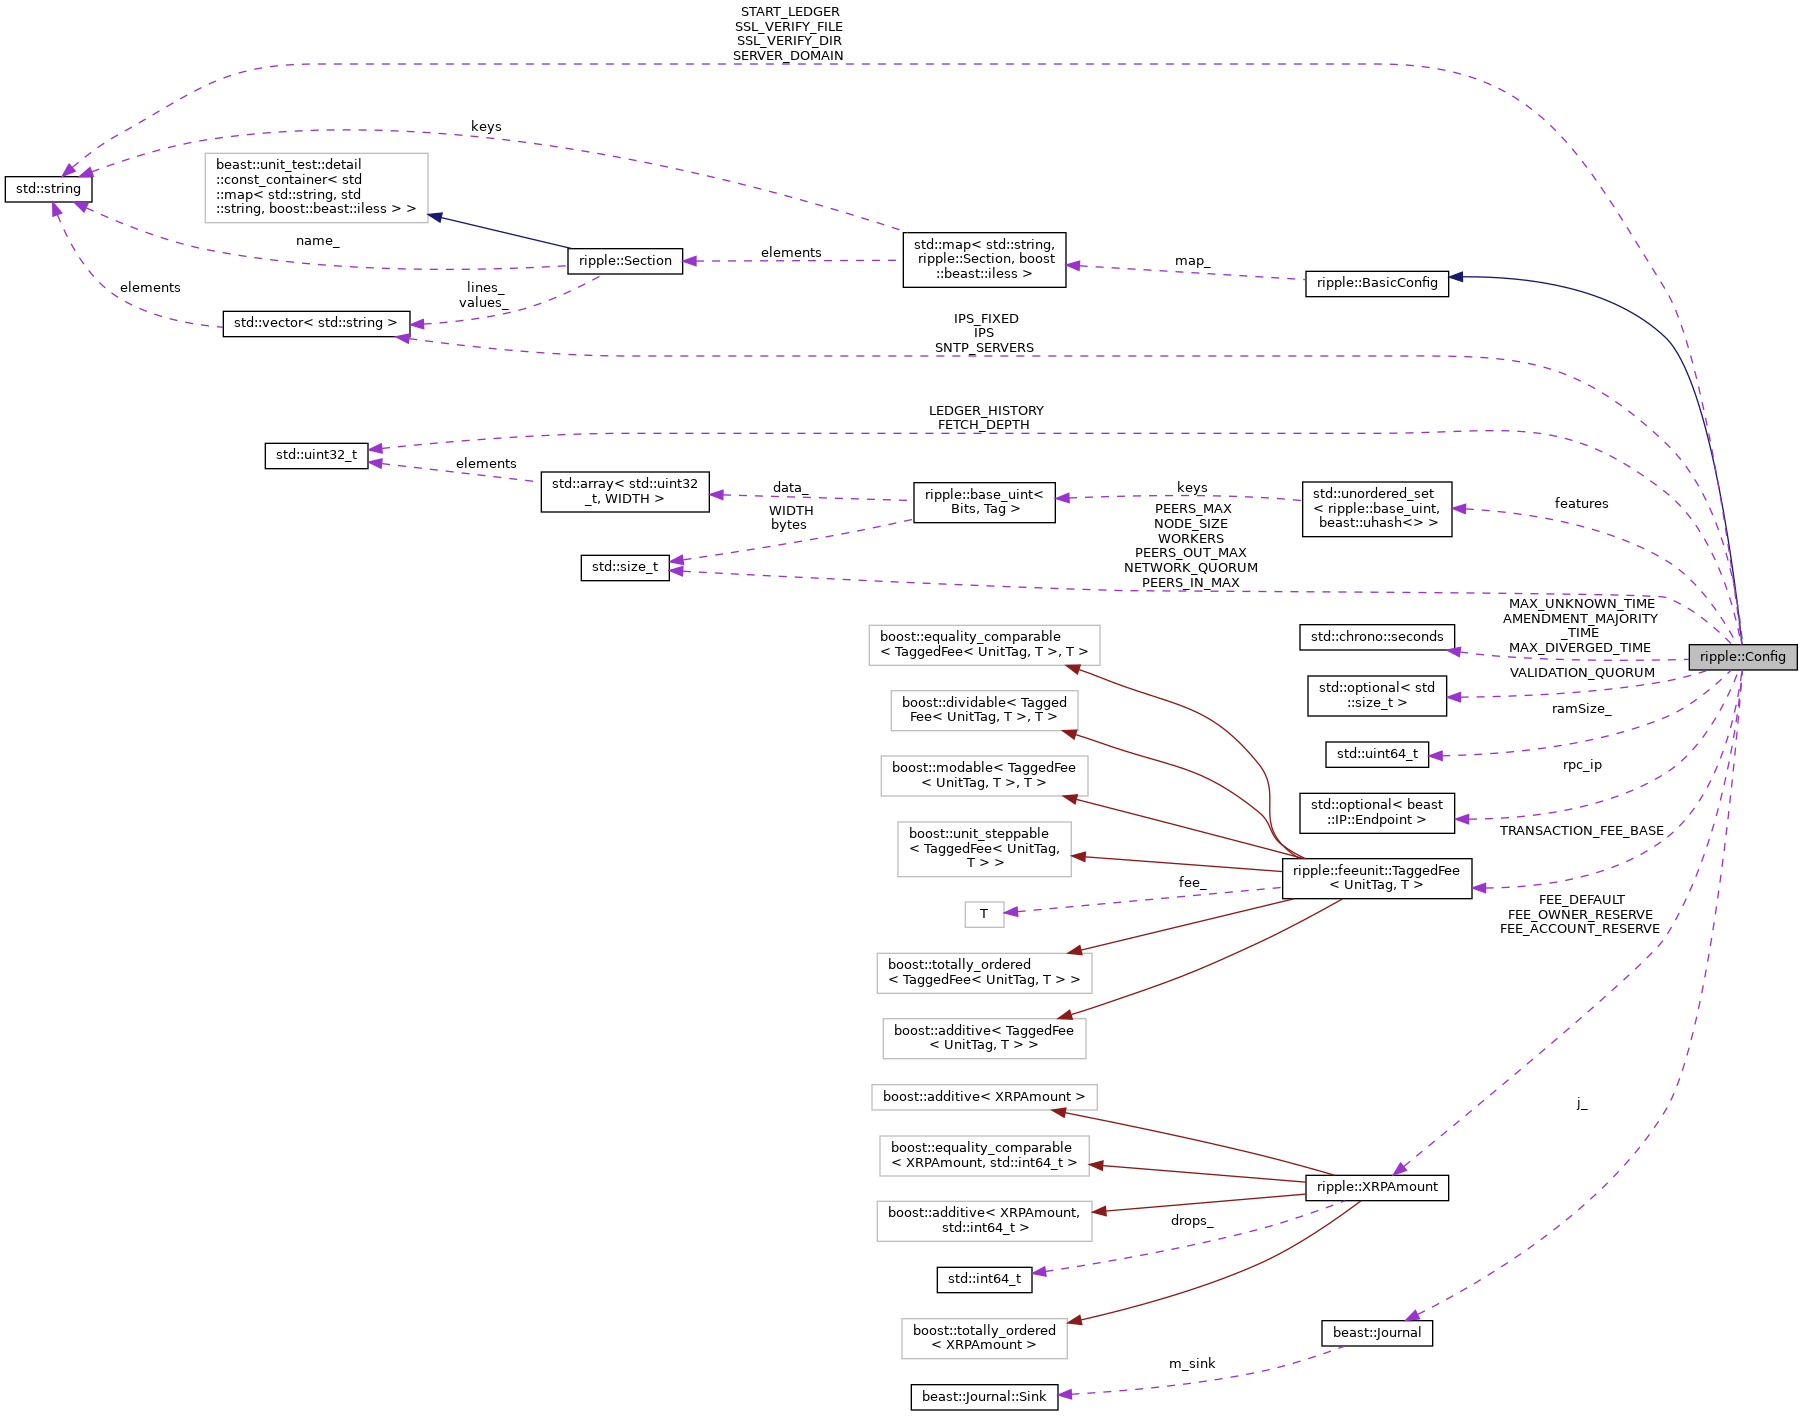 START_LEDGER
SSL_VERIFY_FILE
SSL_VERIFY_DIR
SERVER_DOMAIN
keys
beast::unit_test::detail
::const_container< std
::map< std::string, std
::string, boost::beast::iless > >
std::string
name_
ripple::Section
elements
std::map< std::string,
ripple::Section, boost
::beast::iless >
map_
ripple::BasicConfig
elements
lines_
values_
std::vector< std::string >
IPS_FIXED
IPS
SNTP_SERVERS
LEDGER_HISTORY
FETCH_DEPTH
std::uint32_t
elements
std::array< std::uint32
_t, WIDTH >
data_
ripple::base_uint<
Bits, Tag >
keys
std::unordered_set
< ripple::base_uint,
beast::uhash<> >
features
WIDTH
bytes
std::size_t
PEERS_MAX
NODE_SIZE
WORKERS
PEERS_OUT_MAX
NETWORK_QUORUM
PEERS_IN_MAX
MAX_UNKNOWN_TIME
AMENDMENT_MAJORITY
_TIME
MAX_DIVERGED_TIME
std::chrono::seconds
ripple::Config
VALIDATION_QUORUM
std::optional< std
::size_t >
ramSize_
std::uint64_t
rpc_ip
std::optional< beast
::IP::Endpoint >
TRANSACTION_FEE_BASE
boost::equality_comparable
< TaggedFee< UnitTag, T >, T >
boost::dividable< Tagged
Fee< UnitTag, T >, T >
boost::modable< TaggedFee
< UnitTag, T >, T >
boost::unit_steppable
< TaggedFee< UnitTag,
T > >
ripple::feeunit::TaggedFee
< UnitTag, T >
fee_
T
FEE_DEFAULT
FEE_OWNER_RESERVE
FEE_ACCOUNT_RESERVE
boost::totally_ordered
< TaggedFee< UnitTag, T > >
boost::additive< TaggedFee
< UnitTag, T > >
boost::additive< XRPAmount >
j_
boost::equality_comparable
< XRPAmount, std::int64_t >
ripple::XRPAmount
boost::additive< XRPAmount,
std::int64_t >
drops_
std::int64_t
boost::totally_ordered
< XRPAmount >
beast::Journal
m_sink
beast::Journal::Sink